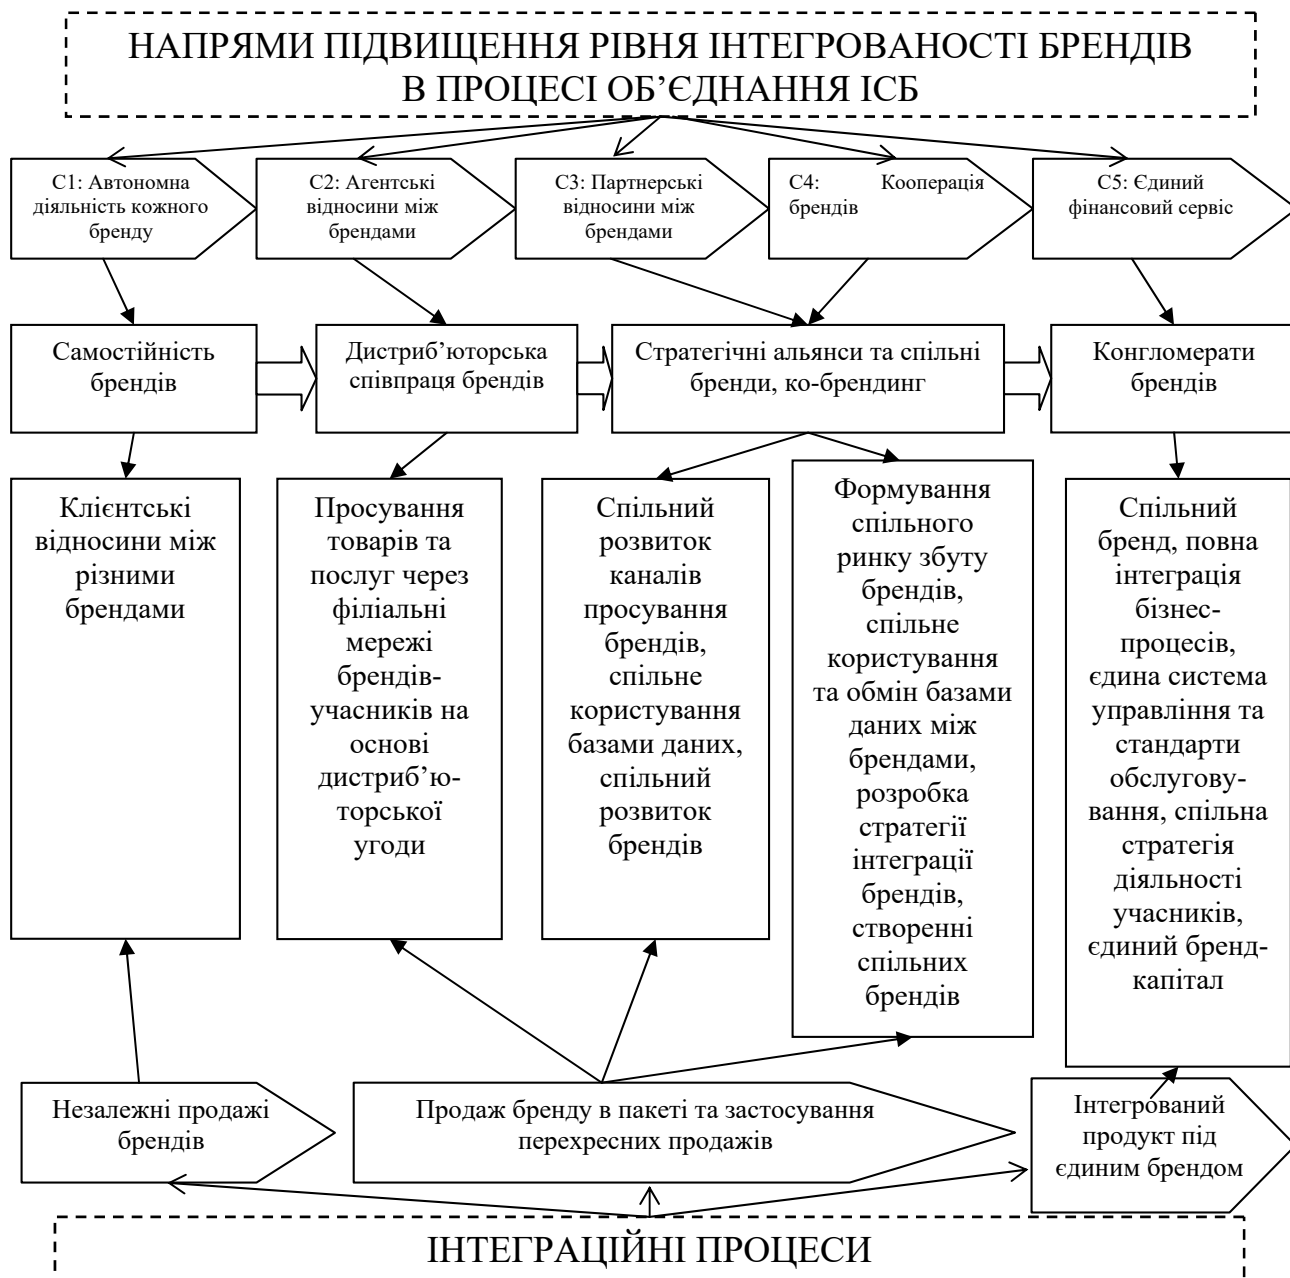 НАПРЯМИ ПІДВИЩЕННЯ РІВНЯ ІНТЕГРОВАНОСТІ БРЕНДІВ
В ПРОЦЕСІ ОБ’ЄДНАННЯ ІСБ
С1: Автономна
діяльність кожного
бренду
С2: Агентські
відносини між
брендами
С3: Партнерські
відносини між
брендами
С4: Кооперація
брендів
С5: Єдиний
фінансовий сервіс
Самостійність
брендів
Дистриб’юторська
співпраця брендів
Стратегічні альянси та спільні
бренди, ко-брендинг
Конгломерати
брендів
Клієнтські
відносини між
різними
брендами
Просування
товарів та
послуг через
філіальні
мережі
брендів-
учасників на
основі
дистриб’ю-
торської
угоди
Спільний
розвиток
каналів
просування
брендів,
спільне
користування
базами даних,
спільний
розвиток
брендів
Формування
спільного
ринку збуту
брендів,
спільне
користування
та обмін базами
даних між
брендами,
розробка
стратегії
інтеграції
брендів,
створенні
спільних
брендів
Спільний
бренд, повна
інтеграція
бізнес-
процесів,
єдина система
управління та
стандарти
обслугову-
вання, спільна
стратегія
діяльності
учасників,
єдиний бренд-
капітал
Незалежні продажі
брендів
Продаж бренду в пакеті та застосування
перехресних продажів
Інтегрований
продукт під
єдиним брендом
ІНТЕГРАЦІЙНІ ПРОЦЕСИ